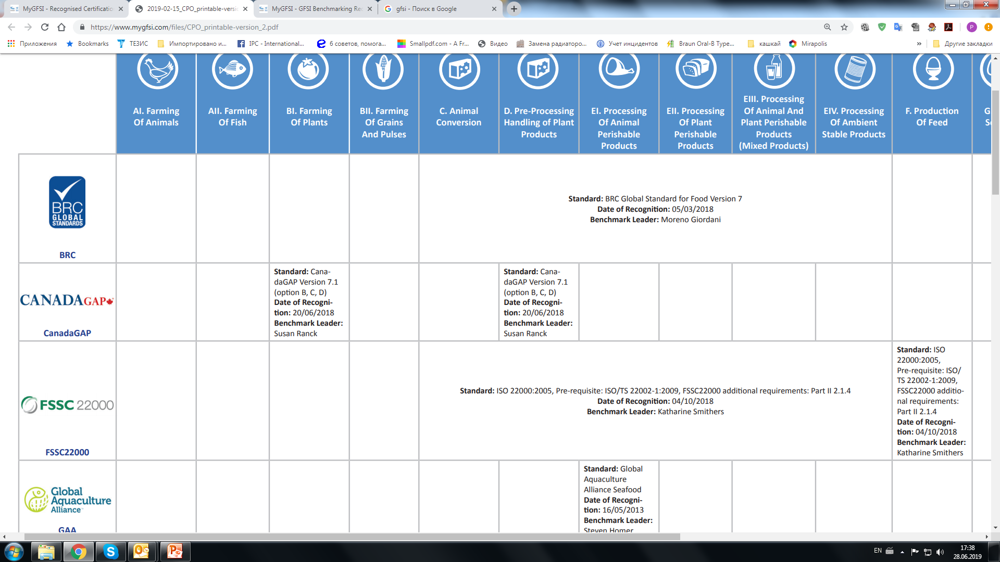 MyGFSI - Recognised Certificatio
2019-02-15_CPO_printable-versi
MyGFSI - GFSI Benchmarking Re
gfsi - Поиск в Google
https://www.mygfsi.com/files/CPO_printable-version_2.pdf
P
Приложения
Bookmarks
ТЕЗИС
Импортировано и...
IPC - International...
6 советов, помога...
Smallpdf.com - A Fr...
Видео
Замена радиаторо...
Учет инцидентов
Braun Oral-B Type...
кашкай
Mirapolis
»
Другие закладки
AI. Farming
Of Animals
AII. Farming
Of Fish
BI. Farming
Of Plants
BII. Farming
Of Grains
And Pulses
C. Animal
Conversion
D. Pre-Processing
Handling of Plant
Products
EI. Processing
Of Animal
Perishable
Products
EII. Processing
Of Plant
Perishable
Products
EIII. Processing
Of Animal And
Plant Perishable
Products
(Mixed Products)
EIV. Processing
Of Ambient
Stable Products
F. Production
Of Feed
BRC
GLOBAL
STANDARDS
BRC
Standard: BRC Global Standard for Food Version 7
Date of Recognition: 05/03/2018
Benchmark Leader: Moreno Giordani
CANADAGAP
CanadaGAP
Standard: Cana-
daGAP Version 7.1
(option B, C, D)
Date of Recogni-
tion: 20/06/2018
Benchmark Leader:
Susan Ranck
Standard: Cana-
daGAP Version 7.1
(option B, C, D)
Date of Recogni-
tion: 20/06/2018
Benchmark Leader:
Susan Ranck
FSSC 22000
FSSC22000
Standard: ISO 22000:2005, Pre-requisite: ISO/TS 22002-1:2009, FSSC22000 additional requirements: Part II 2.1.4
Date of Recognition: 04/10/2018
Benchmark Leader: Katharine Smithers
Standard: ISO
22000:2005,
Pre-requisite: ISO/
TS 22002-1:2009,
FSSC22000 additio-
nal requirements:
Part II 2.1.4
Date of Recogni-
tion: 04/10/2018
Benchmark Leader:
Katharine Smithers
Global
Aquaculture
Alliance™
GAA
Standard: Global
Aquaculture
Alliance Seafood
Date of Recogni-
tion: 16/05/2013
Benchmark Leader:
Steven Homer
EN
17:38
28.06.2019